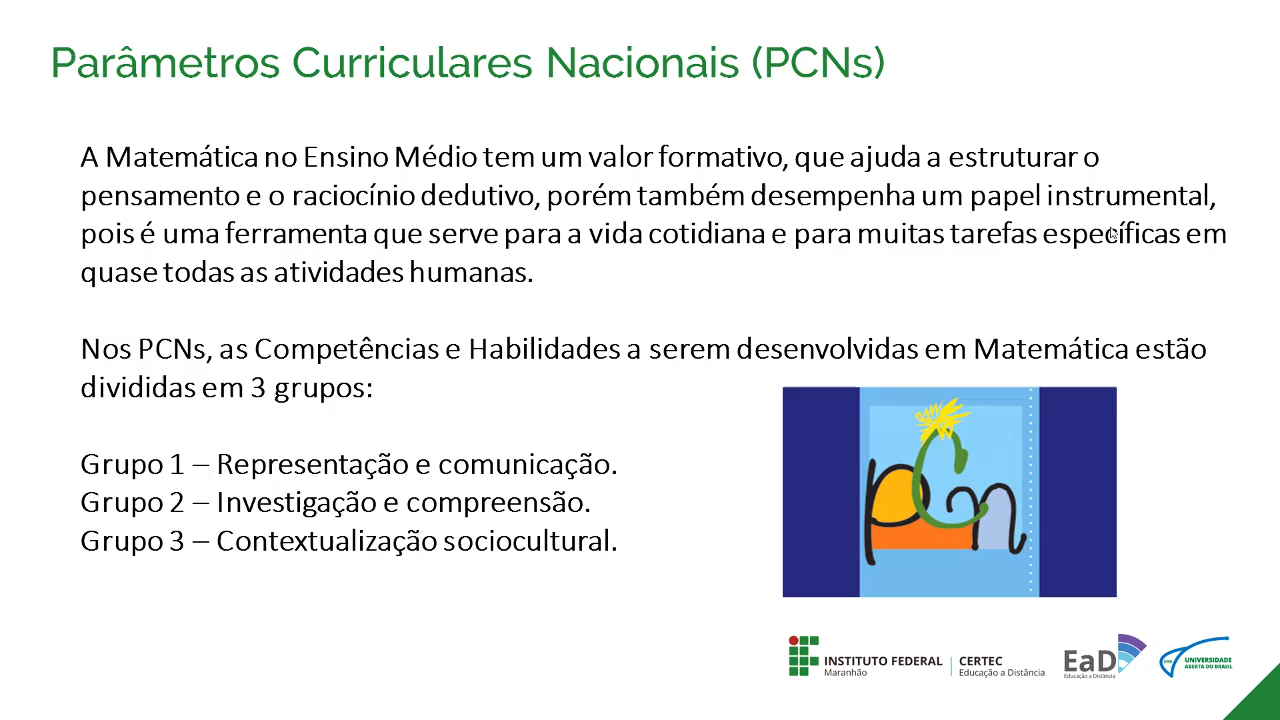 Parâmetros Curriculares Nacionais (PCNs)
A Matemática no Ensino Médio tem um valor formativo, que ajuda a estruturar o
pensamento e o raciocínio dedutivo, porém também desempenha um papel instrumental,
pois é uma ferramenta que serve para a vida cotidiana e para muitas tarefas específicas em
quase todas as atividades humanas.
Nos PCNs, as Competências e Habilidades a serem desenvolvidas em Matemática estão
divididas em 3 grupos:
Grupo 1 – Representação e comunicação.
Grupo 2 – Investigação e compreensão.
Grupo 3 – Contextualização sociocultural.
pCn
INSTITUTO FEDERAL
Maranhão
CERTEC
Educação a Distância
EaD
Educação a Distância
UAB
UNIVERSIDADE
ABERTA DO BRASIL